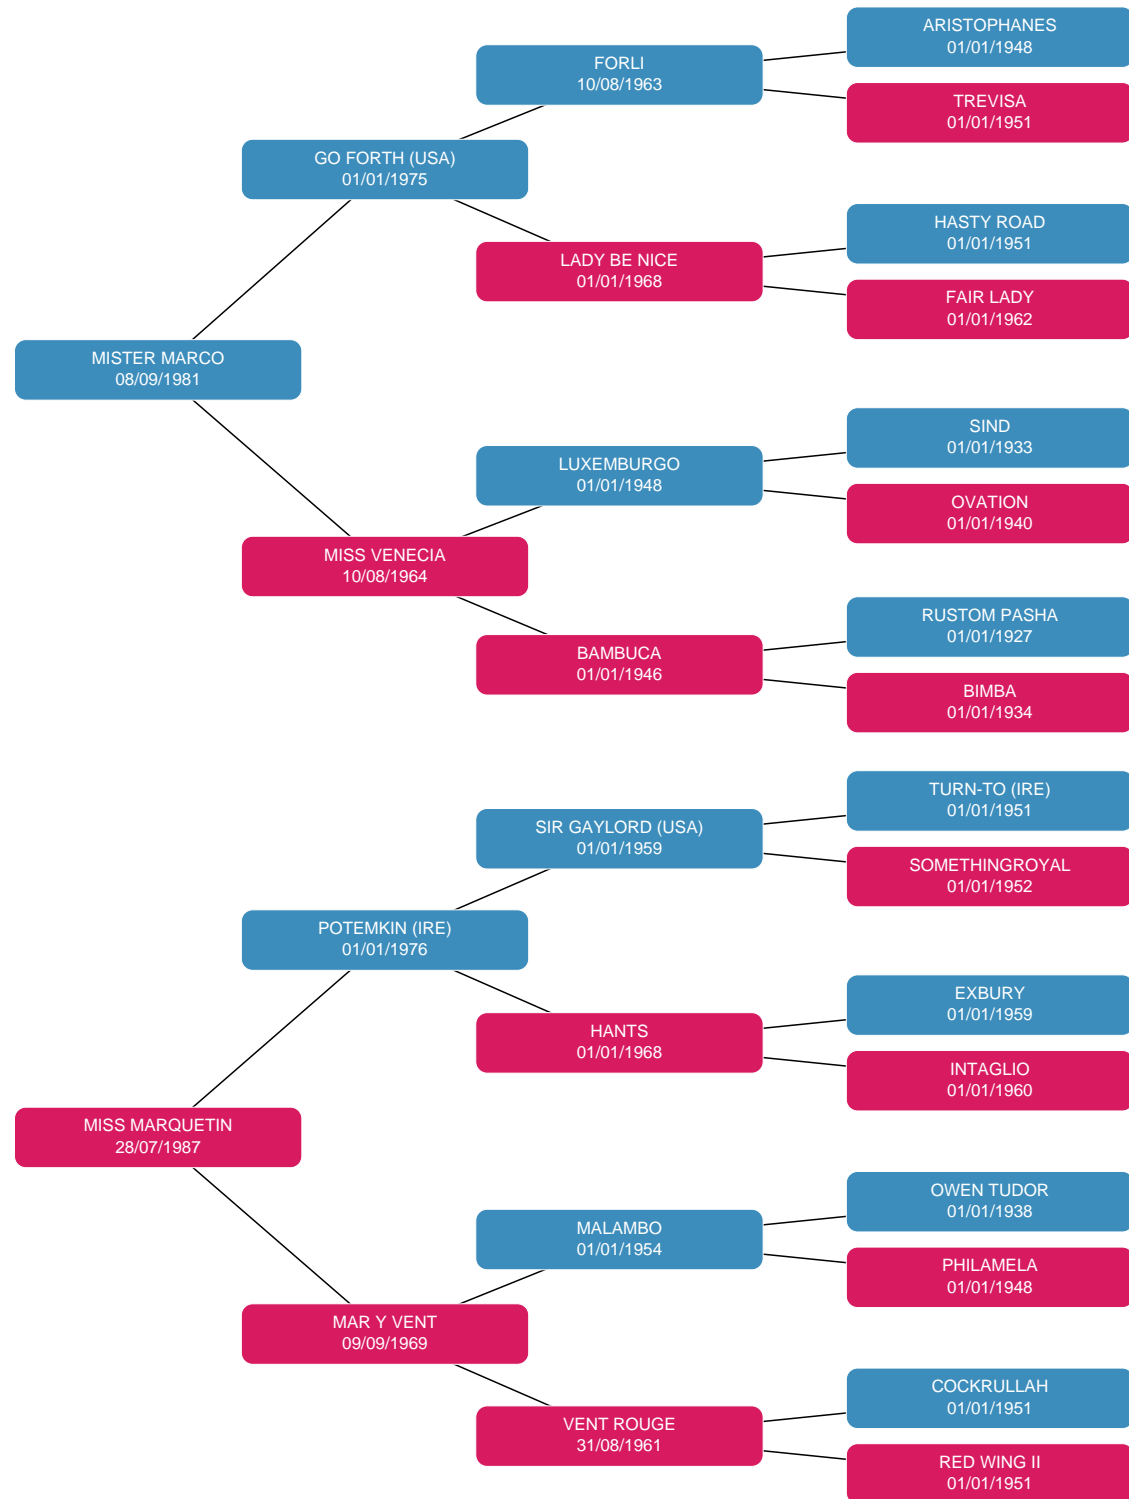 ARISTOPHANES
01/01/1948
FORLI
10/08/1963
TREVISA
01/01/1951
GO FORTH (USA)
01/01/1975
HASTY ROAD
01/01/1951
LADY BE NICE
01/01/1968
FAIR LADY
01/01/1962
MISTER MARCO
08/09/1981
SIND
01/01/1933
LUXEMBURGO
01/01/1948
OVATION
01/01/1940
MISS VENECIA
10/08/1964
RUSTOM PASHA
01/01/1927
BAMBUCA
01/01/1946
BIMBA
01/01/1934
TURN-TO (IRE)
01/01/1951
SIR GAYLORD (USA)
01/01/1959
SOMETHINGROYAL
01/01/1952
POTEMKIN (IRE)
01/01/1976
EXBURY
01/01/1959
HANTS
01/01/1968
INTAGLIO
01/01/1960
MISS MARQUETIN
28/07/1987
OWEN TUDOR
01/01/1938
MALAMBO
01/01/1954
PHILAMELA
01/01/1948
MAR Y VENT
09/09/1969
COCKRULLAH
01/01/1951
VENT ROUGE
31/08/1961
RED WING II
01/01/1951